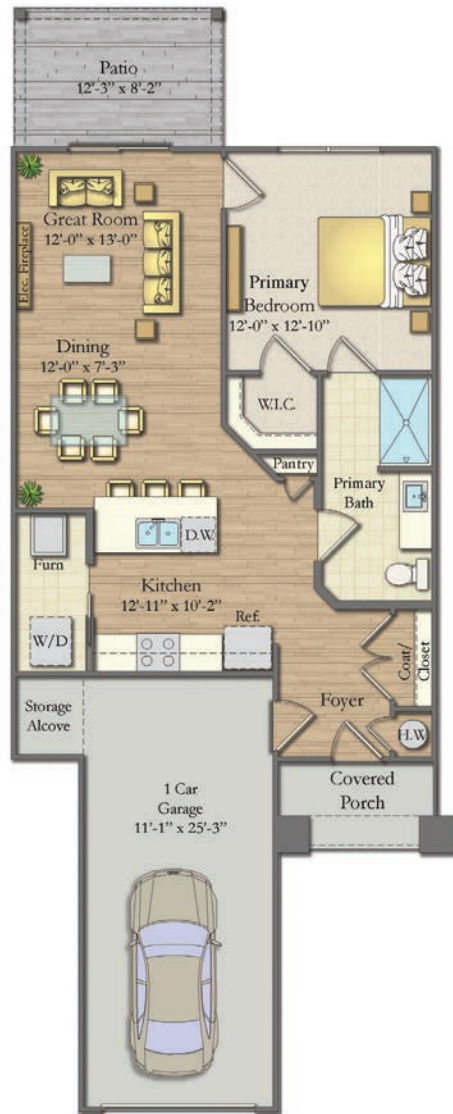 Patio
12'-3" x 8'-2"
Great Room
12'-0" x 13'-0"
Elec. Fireplace
Primary
Bedroom
12'-0" x 12'-10"
Dining
12'-0" x 7'-3"
W.I.C.
Pantry
Primary
Bath
D.W.
Furn
Kitchen
12'-11" x 10'-2"
Ref.
W/D
Coat/
Closet
Foyer
H.W
Storage
Alcove
Covered
Porch
1 Car
Garage
11'-1" x 25'-3"